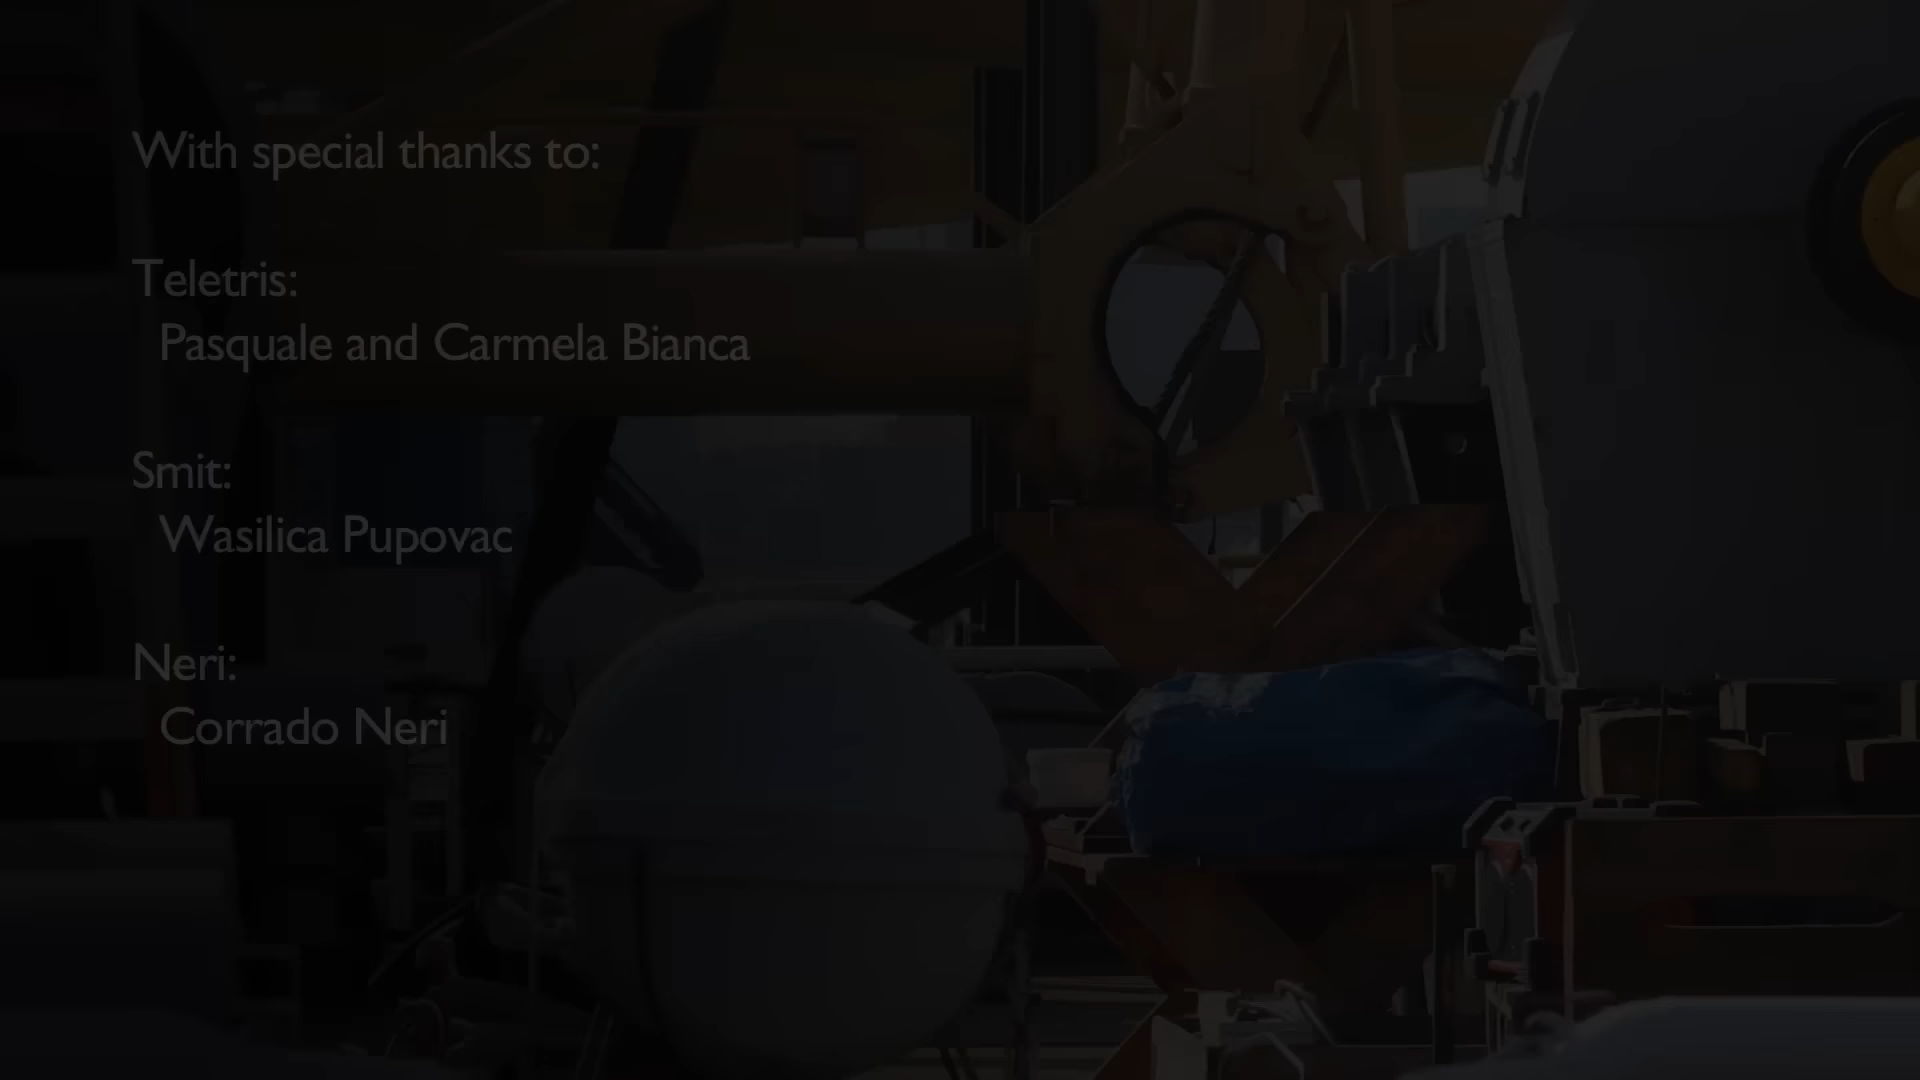 With special thanks to:
Teletris:
Pasquale and Carmela Bianca
Smit:
Wasilica Pupovac
Neri:
Corrado Neri